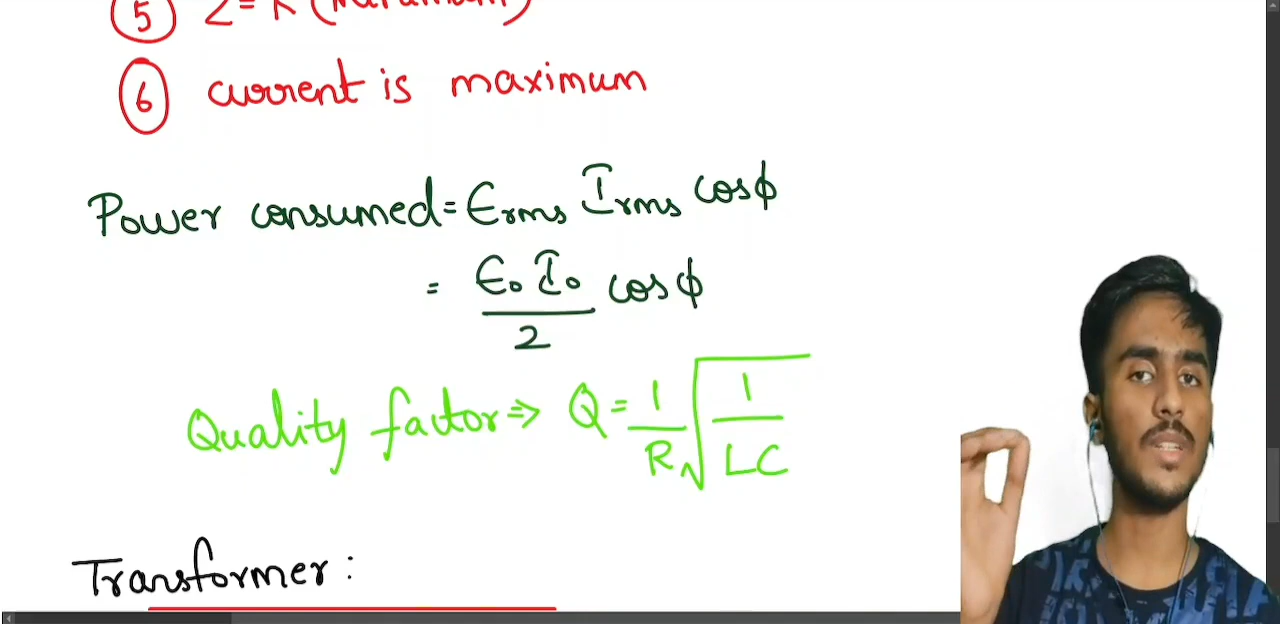 ⑤ Z = R (
⑥ current is maximum
Power consumed = Erms Irms cosϕ
= E₀ I₀ / 2 cosϕ
Quality factor ⇒ Q = 1/R √(1/LC)
Transformer :